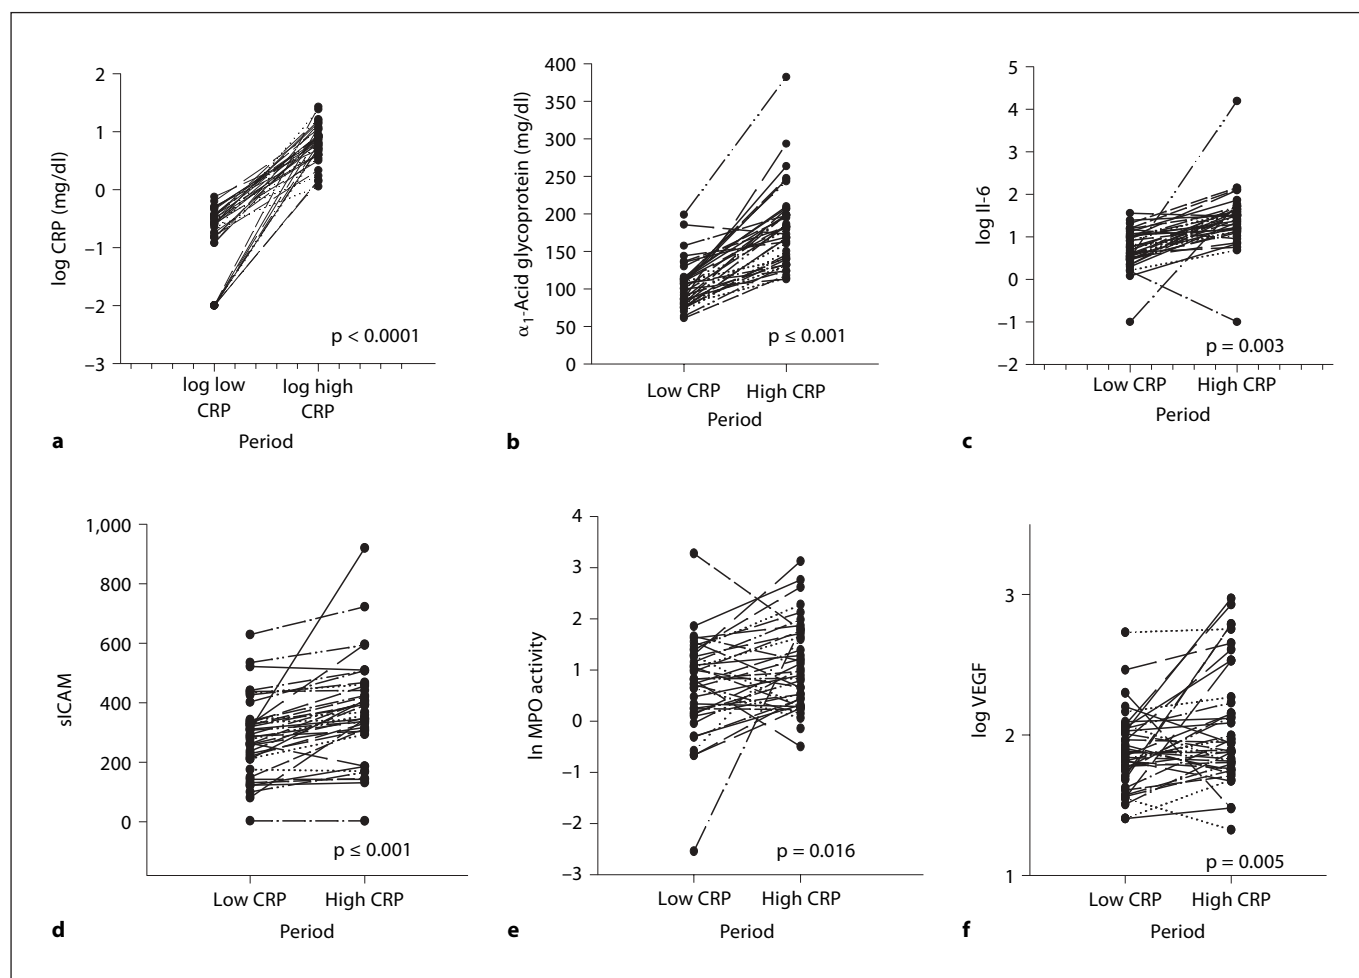 2
1
0
−1
−2
−3
log CRP (mg/dl)
p < 0.0001
log low
CRP
log high
CRP
Period
a
400
350
300
250
200
150
100
50
0
α1-Acid glycoprotein (mg/dl)
p ≤ 0.001
Low CRP
High CRP
Period
b
5
4
3
2
1
0
−1
−2
log Il-6
p = 0.003
Low CRP
High CRP
Period
c
1,000
800
600
400
200
0
sICAM
p ≤ 0.001
Low CRP
High CRP
Period
d
4
3
2
1
0
−1
−2
−3
ln MPO activity
p = 0.016
Low CRP
High CRP
Period
e
3
2
1
log VEGF
p = 0.005
Low CRP
High CRP
Period
f